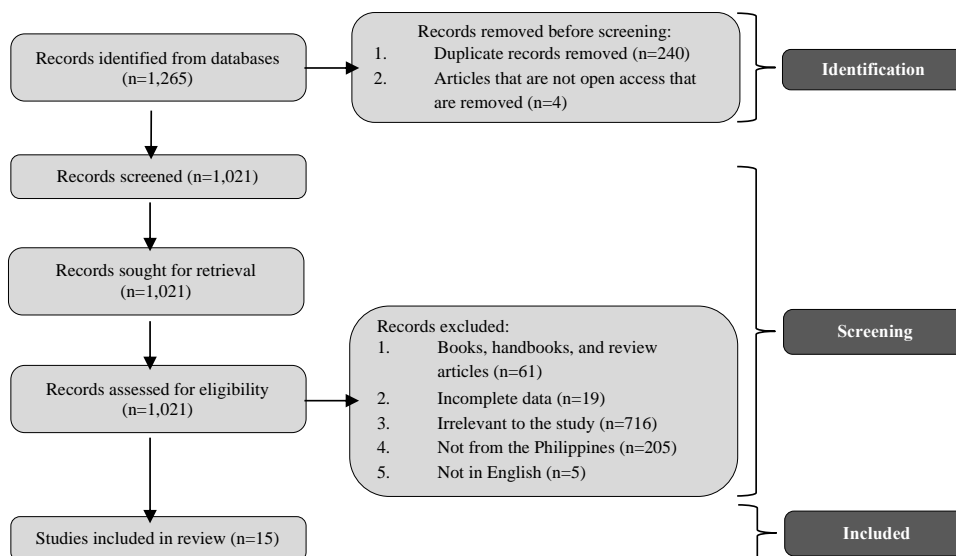 Records identified from databases
(n=1,265)
Records removed before screening:
1. Duplicate records removed (n=240)
2. Articles that are not open access that
are removed (n=4)
Identification
Records screened (n=1,021)
Records sought for retrieval
(n=1,021)
Records assessed for eligibility
(n=1,021)
Records excluded:
1. Books, handbooks, and review
articles (n=61)
2. Incomplete data (n=19)
3. Irrelevant to the study (n=716)
4. Not from the Philippines (n=205)
5. Not in English (n=5)
Screening
Studies included in review (n=15)
Included